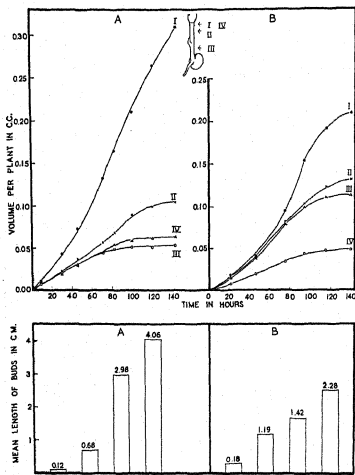 A
B
I IV
II
III
VOLUME PER PLANT IN C.C.
0.30
0.25
0.20
0.15
0.10
0.05
0
I
II
IV
III
0.20
0.15
0.10
0.05
I
II
III
IV
0 20 40 60 80 100 120 140
0 20 40 60 80 100 120 140
TIME IN HOURS
MEAN LENGTH OF BUDS IN C.M.
A
B
4
3
2
1
0.12
0.68
2.98
4.06
0.18
1.19
1.42
2.28